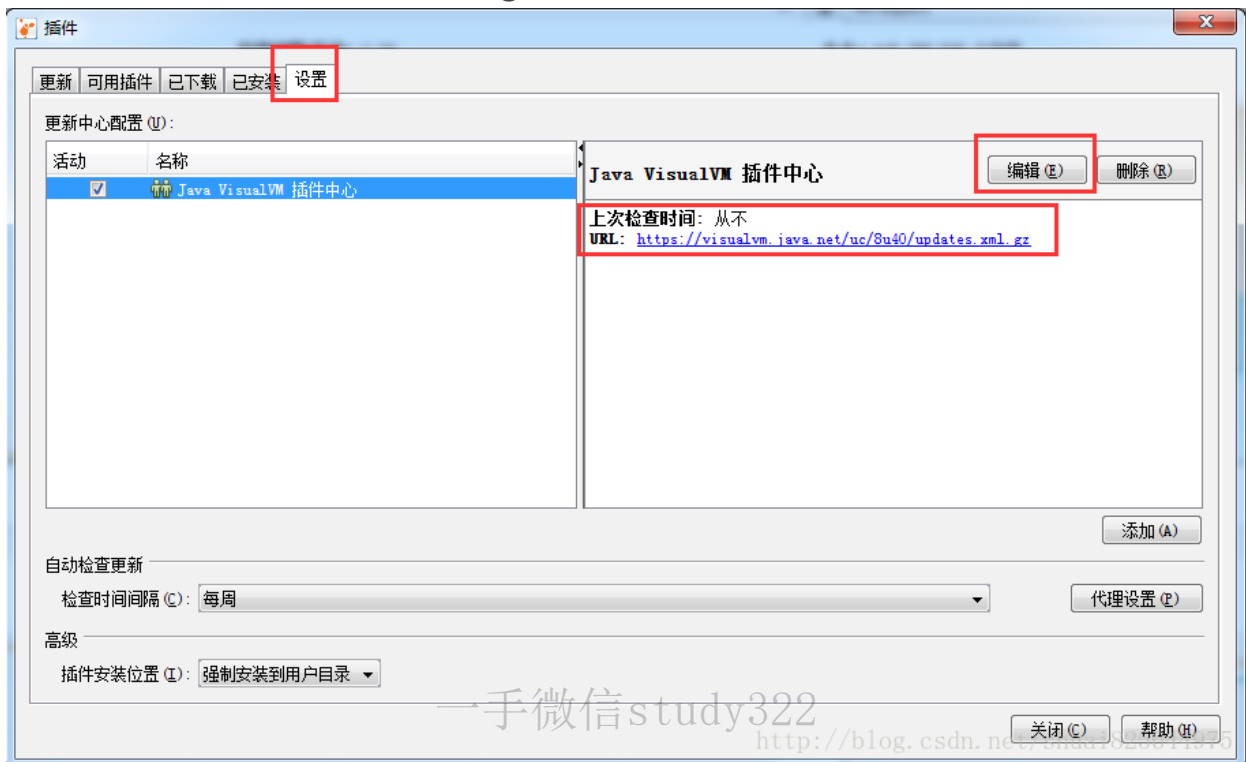 插件
更新 可用插件 已下载 已安装 设置
更新中心配置(U):
活动 名称
Java VisualVM 插件中心
Java VisualVM 插件中心 编辑(E) 删除(R)
上次检查时间: 从不
URL: https://visualvm.java.net/uc/8u40/updates.xml.gz
添加(A)
自动检查更新
检查时间间隔(C): 每周 代理设置(P)
高级
插件安装位置(I): 强制安装到用户目录
一手微信study322
http://blog.csdn.net/
关闭(C) 帮助(H)